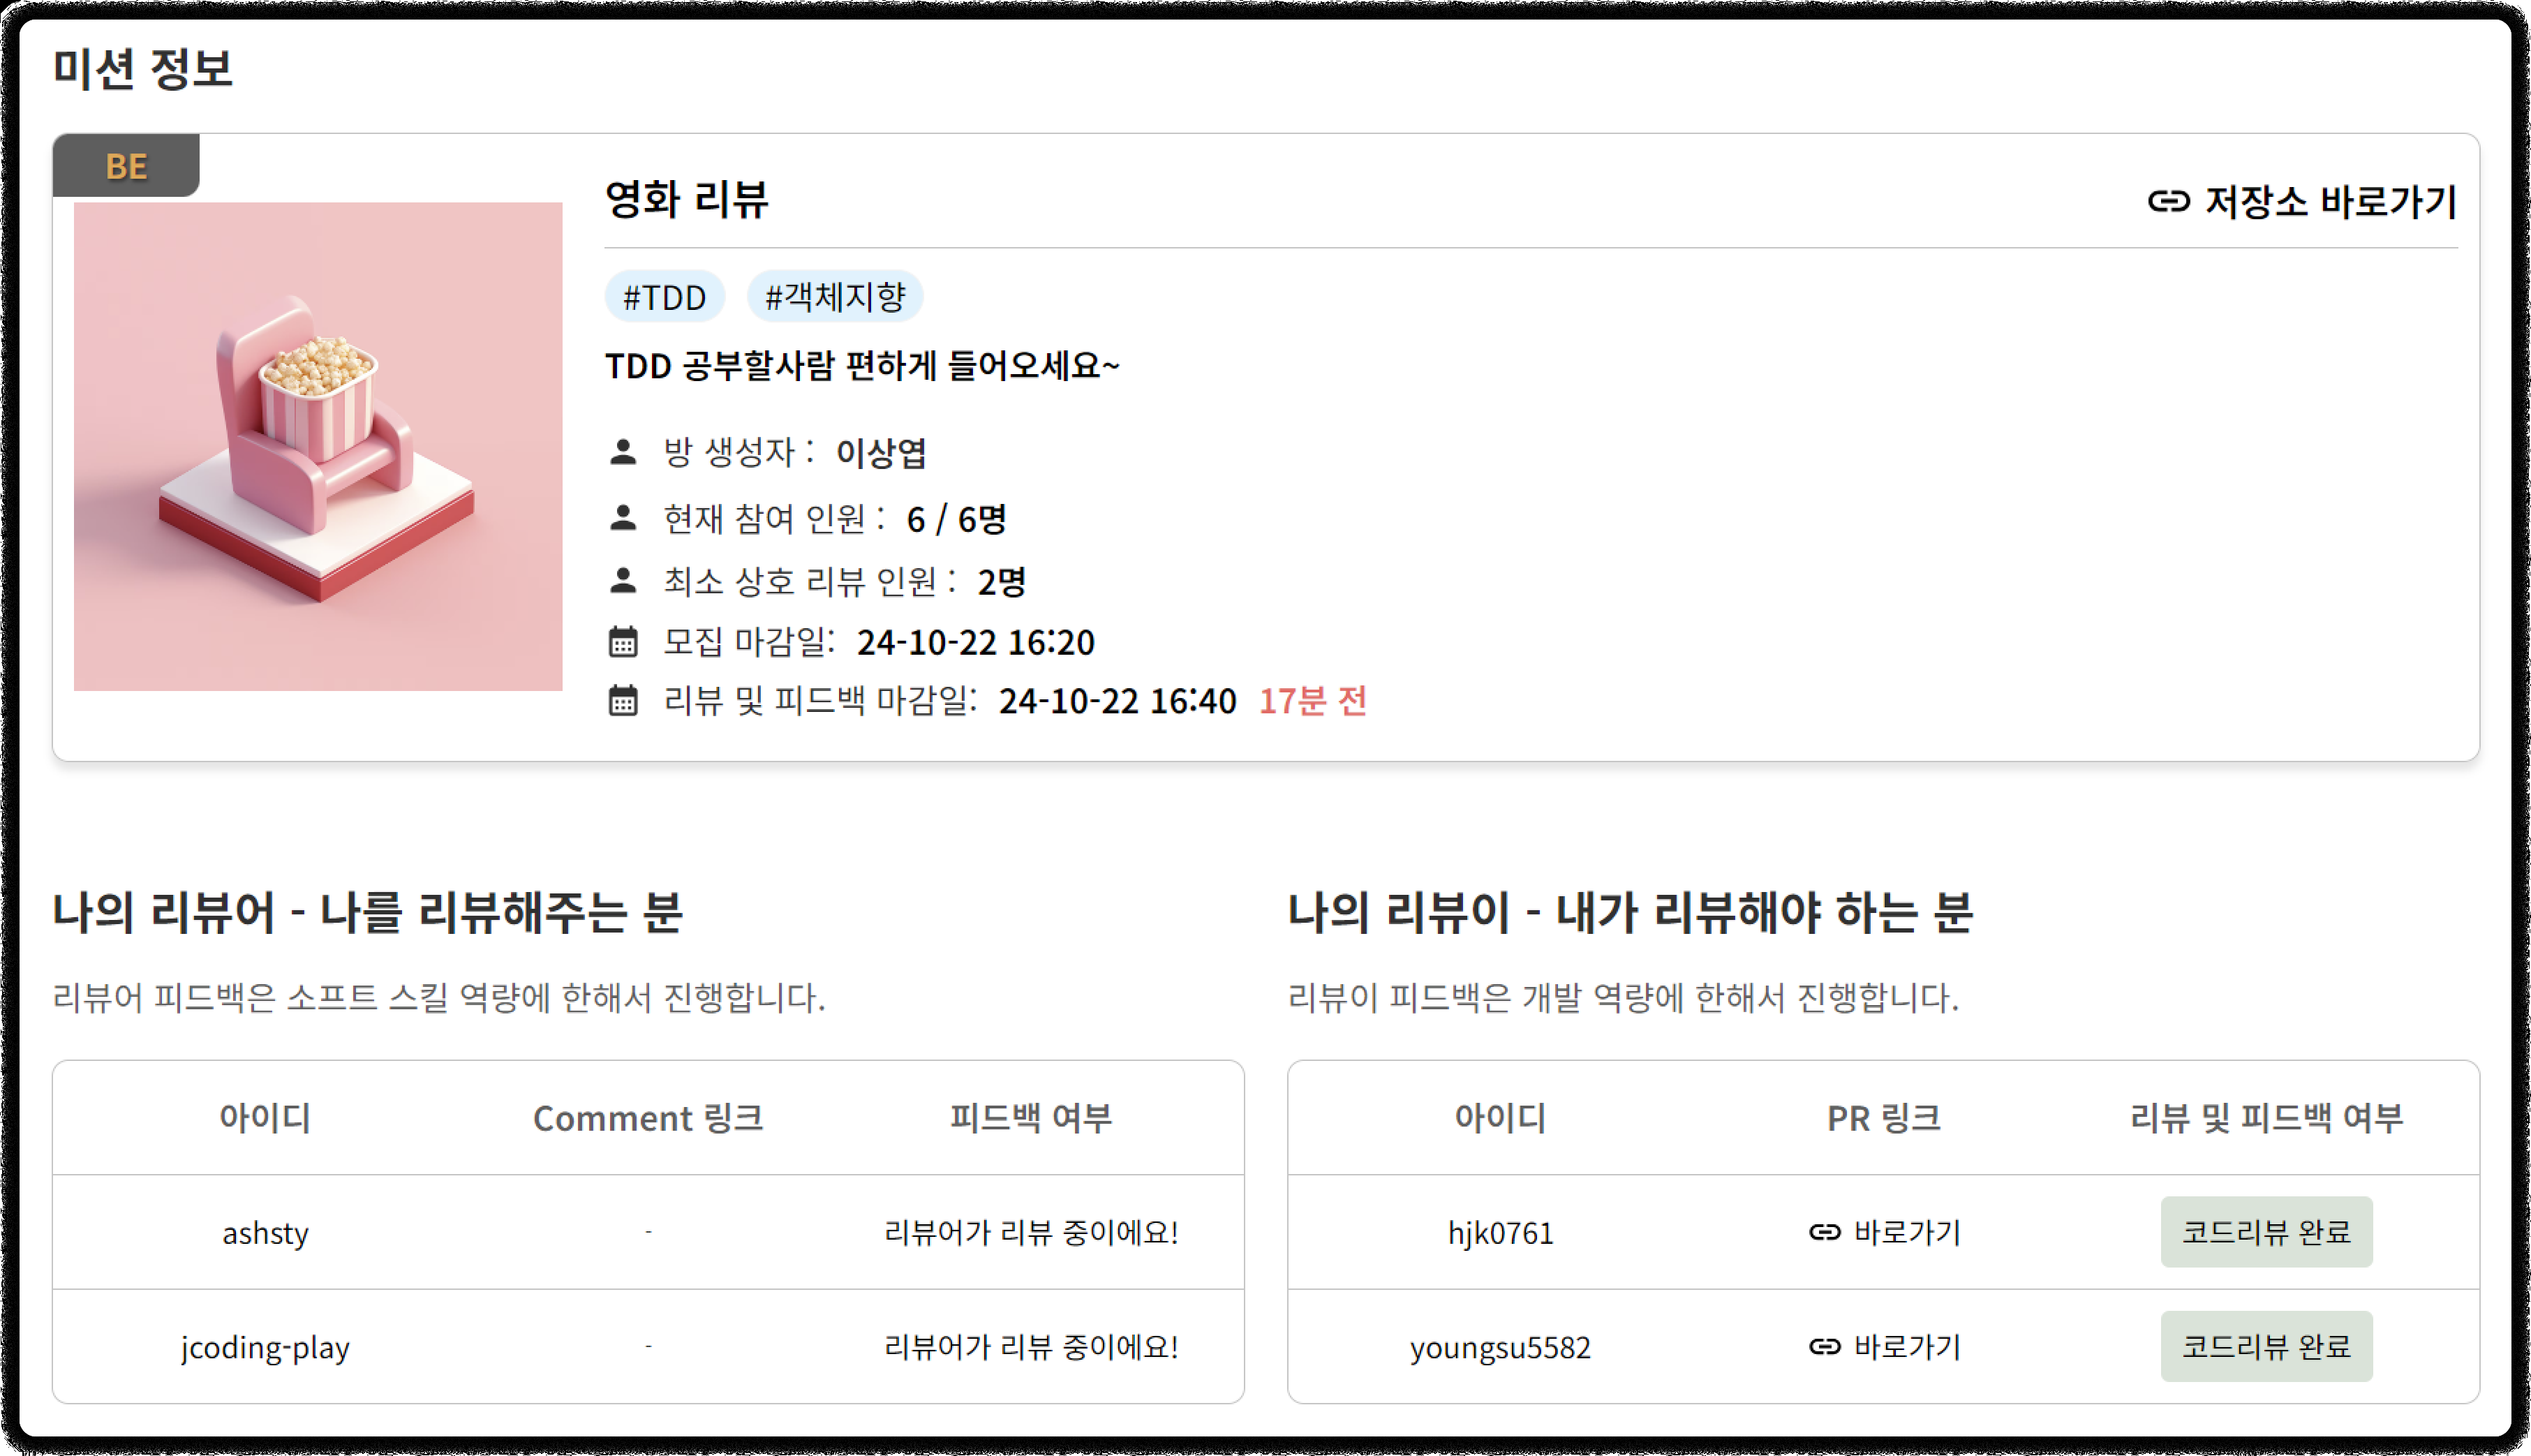 미션 정보
BE
영화 리뷰
저장소 바로가기
#TDD #객체지향
TDD 공부할사람 편하게 들어오세요~
방 생성자 : 이상엽
현재 참여 인원 : 6 / 6명
최소 상호 리뷰 인원 : 2명
모집 마감일: 24-10-22 16:20
리뷰 및 피드백 마감일: 24-10-22 16:40 17분 전
나의 리뷰어 - 나를 리뷰해주는 분
리뷰어 피드백은 소프트 스킬 역량에 한해서 진행합니다.
아이디 Comment 링크 피드백 여부
ashsty - 리뷰어가 리뷰 중이에요!
jcoding-play - 리뷰어가 리뷰 중이에요!
나의 리뷰이 - 내가 리뷰해야 하는 분
리뷰이 피드백은 개발 역량에 한해서 진행합니다.
아이디 PR 링크 리뷰 및 피드백 여부
hjk0761 바로가기 코드리뷰 완료
youngsu5582 바로가기 코드리뷰 완료